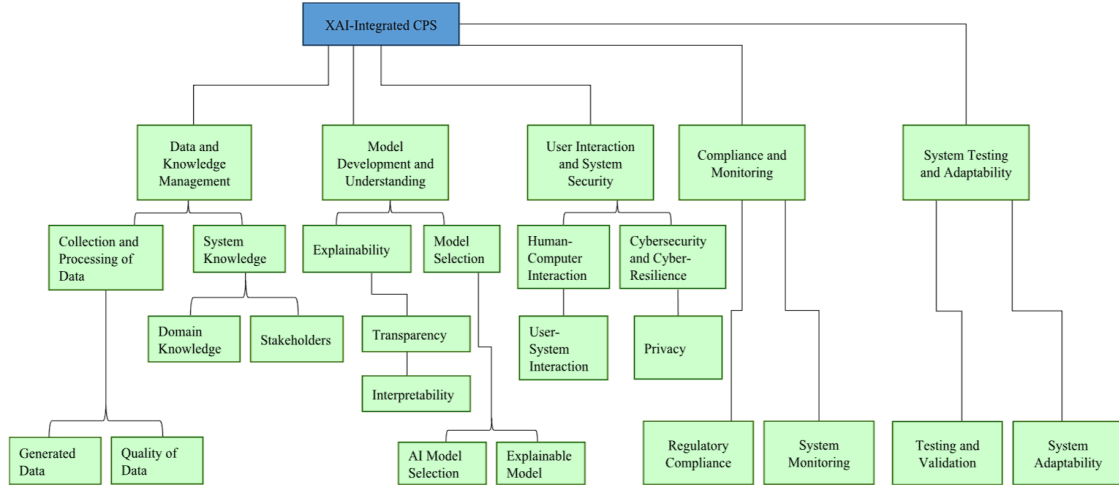 XAI-Integrated CPS
Data and
Knowledge
Management
Model
Development and
Understanding
User Interaction
and System
Security
Compliance and
Monitoring
System Testing
and Adaptability
Collection and
Processing of
Data
System
Knowledge
Explainability
Model
Selection
Human-
Computer
Interaction
Cybersecurity
and Cyber-
Resilience
Domain
Knowledge
Stakeholders
Transparency
User-
System
Interaction
Privacy
Interpretability
Generated
Data
Quality of
Data
AI Model
Selection
Explainable
Model
Regulatory
Compliance
System
Monitoring
Testing and
Validation
System
Adaptability